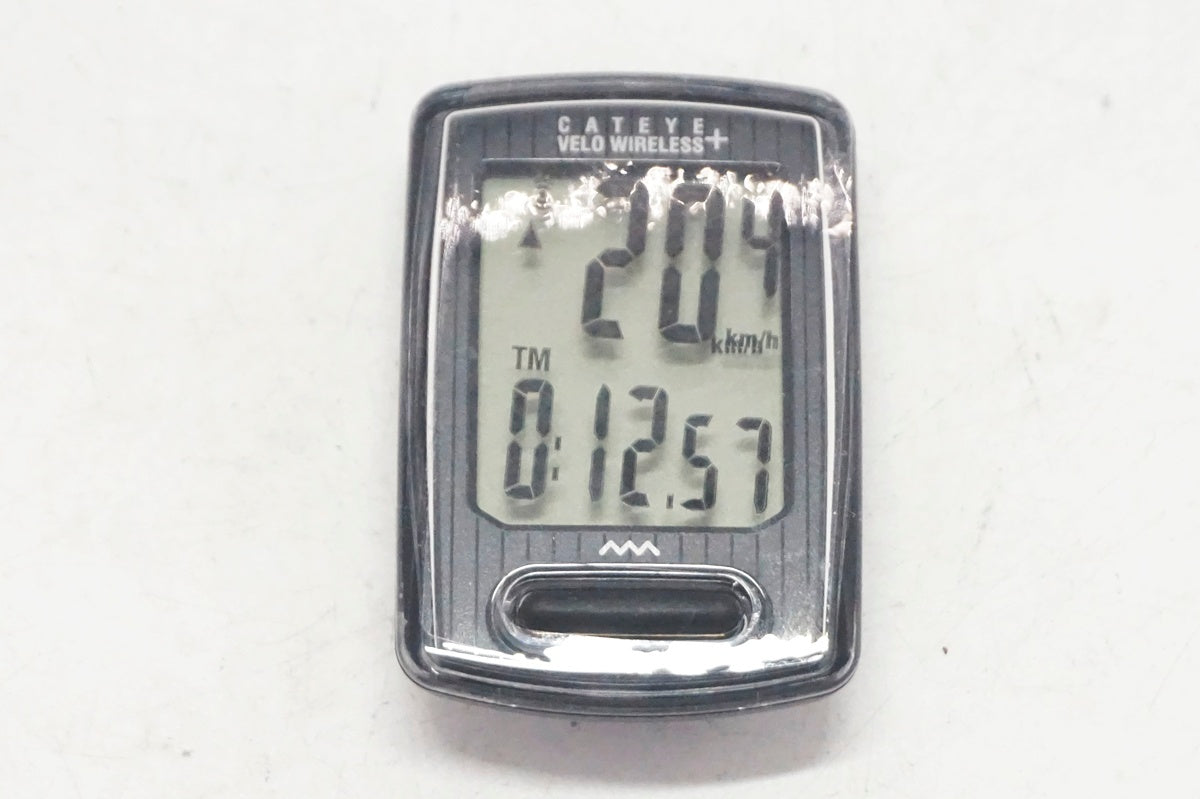 CATEYE
VELO WIRELESS+
20.4
km/h
TM
0:12.57